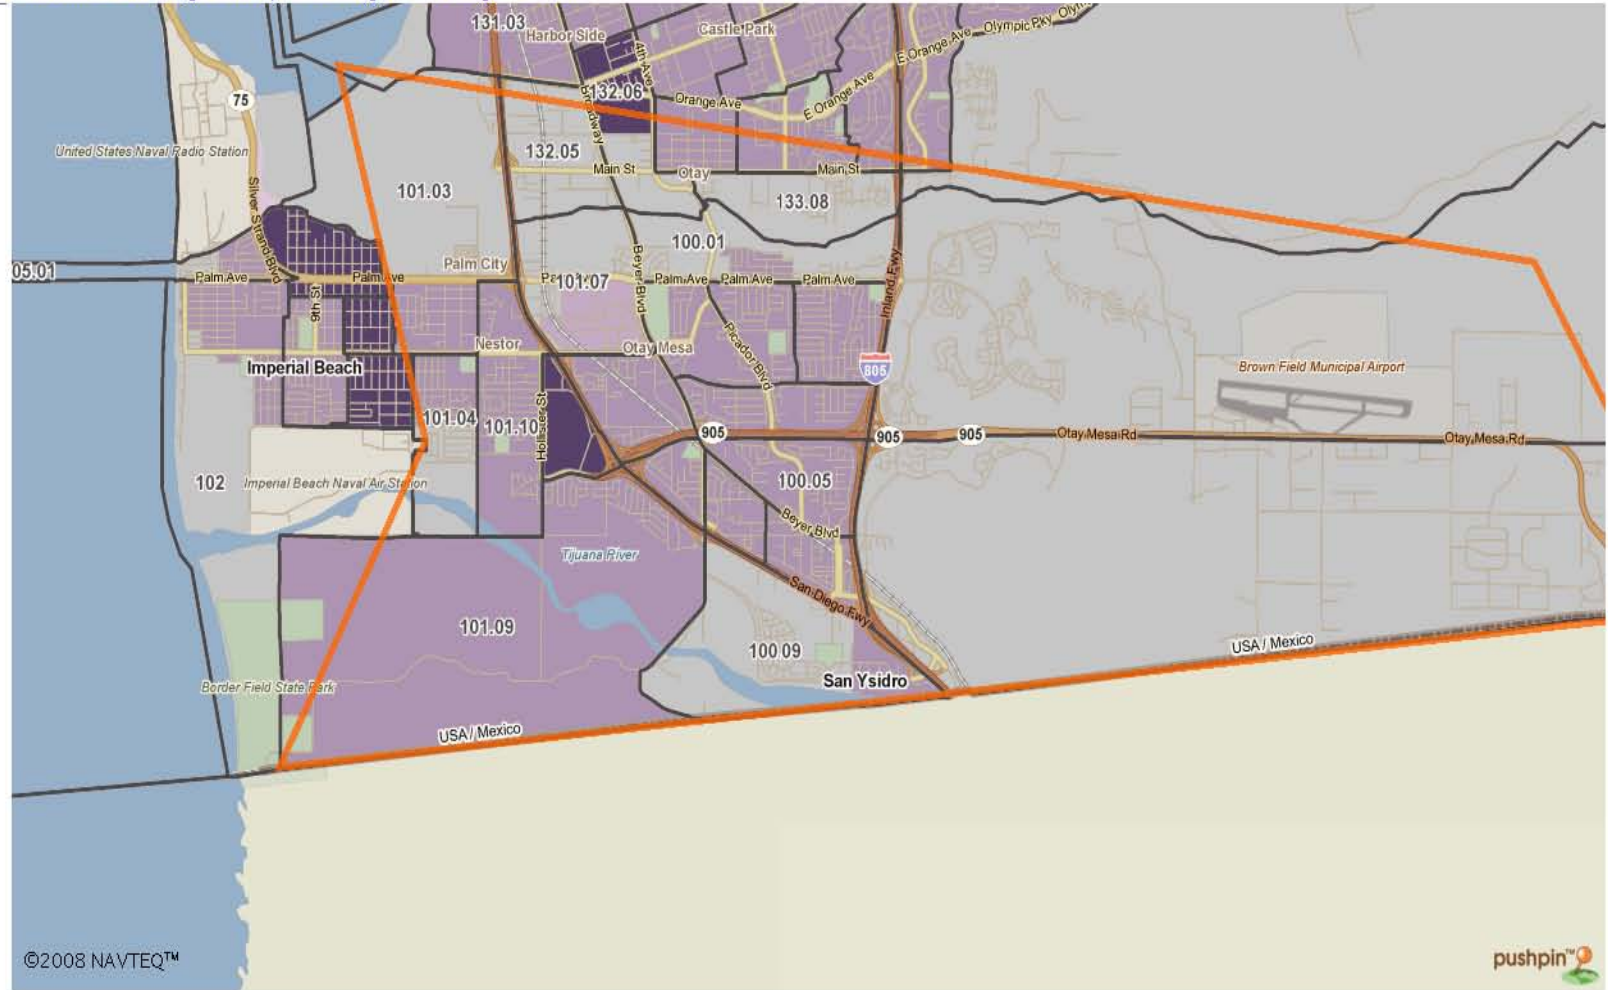 131.03
Harbor Side
Castle Park
4th Ave
E Orange Ave
Olympic Pky
75
132.06
Orange Ave
E Orange Ave
Broadway
United States Naval Radio Station
132.05
Main St
Otay
Main St
101.03
133.08
Silver Strand Blvd
100.01
Palm City
05.01
Palm Ave
Palm Ave
101.07
Palm Ave
Palm Ave
Palm Ave
Beyer Blvd
Inland Fwy
9th St
Nestor
Otay Mesa
Picador Blvd
Imperial Beach
805
Brown Field Municipal Airport
101.04
101.10
Hollister St
905
905
905
Otay Mesa Rd
Otay Mesa Rd
102
Imperial Beach Naval Air Station
100.05
Beyer Blvd
Tijuana River
San Diego Fwy
101.09
100.09
USA / Mexico
San Ysidro
Border Field State Park
USA / Mexico
©2008 NAVTEQ™
pushpin™